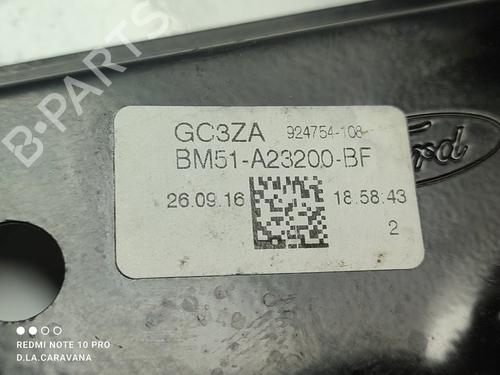 B-PARTS
GC3ZA 924754-108
BM51-A23200-BF
Ford
26.09.16 18:58:43
2
REDMI NOTE 10 PRO
D.LA.CARAVANA